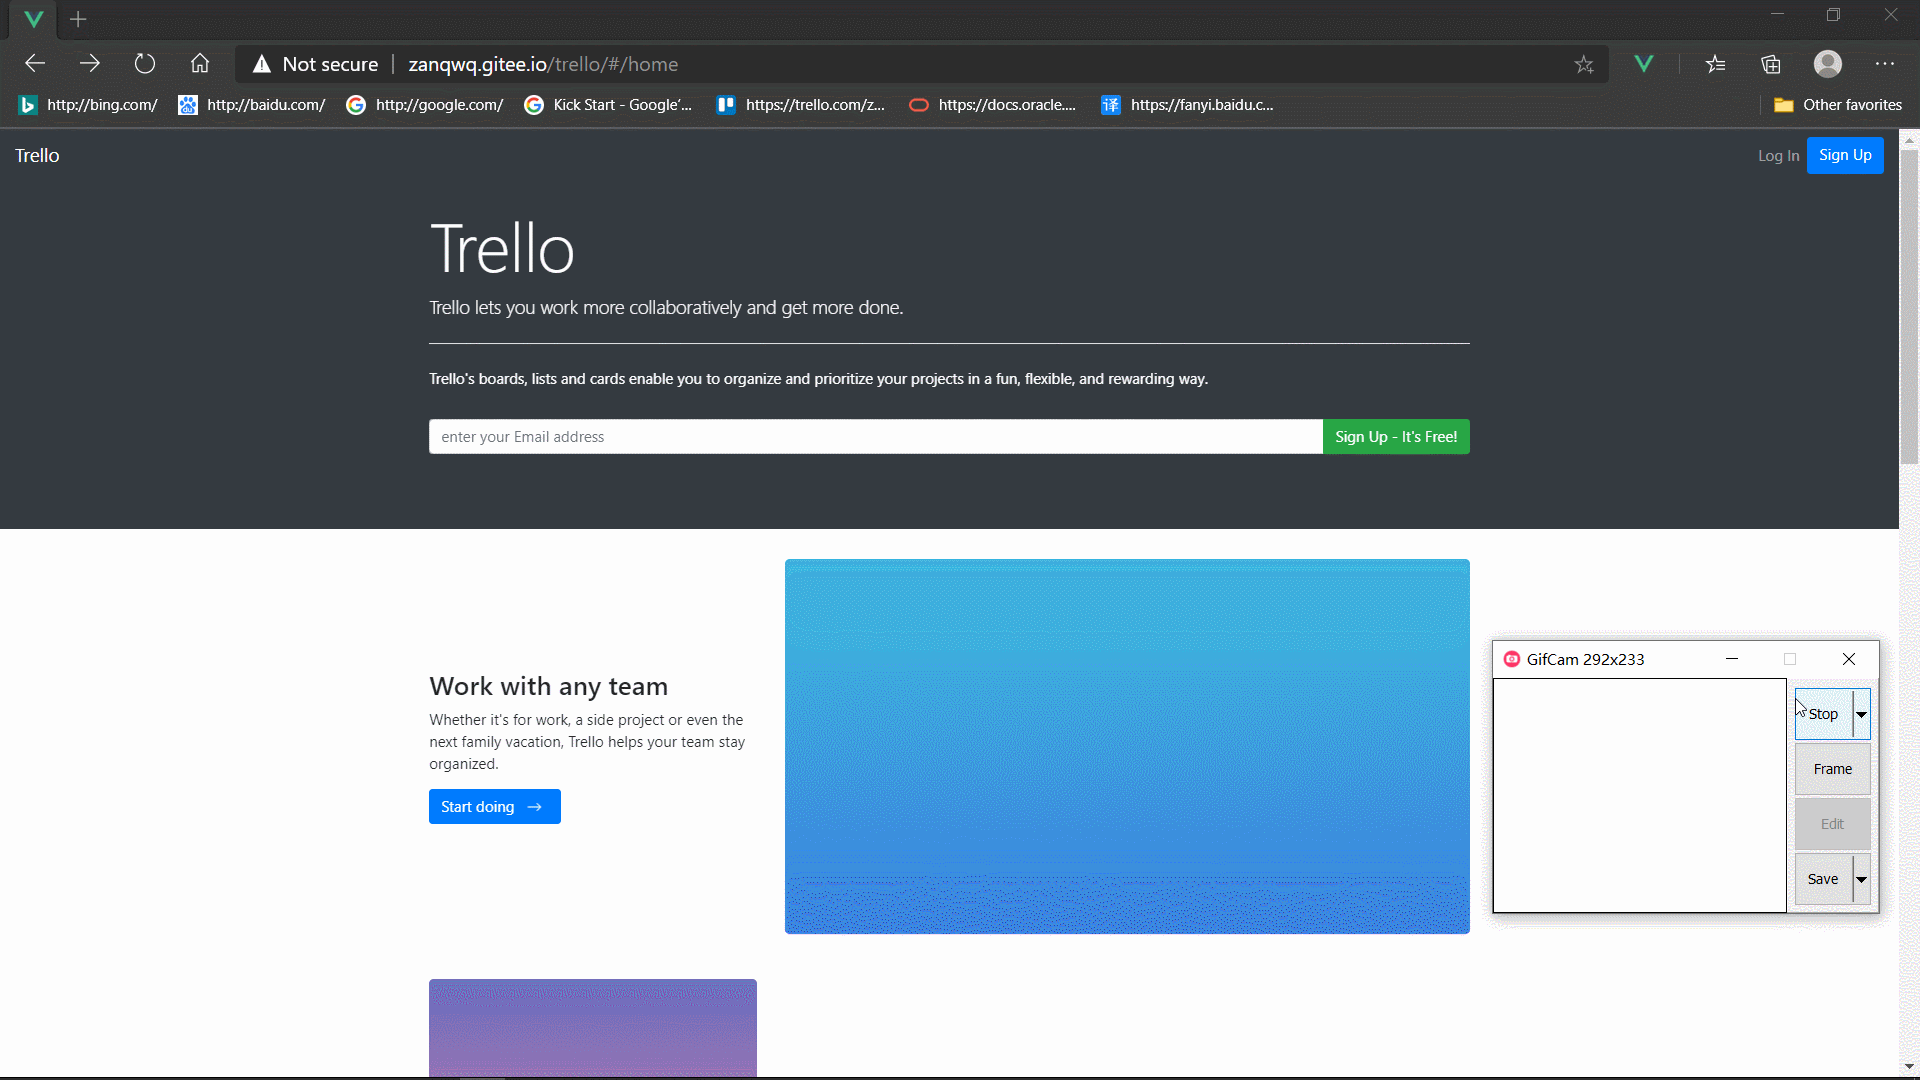 Not secure
zanqwq.gitee.io/trello/#/home
http://bing.com/
http://baidu.com/
http://google.com/
Kick Start - Google'...
https://trello.com/z...
https://docs.oracle....
https://fanyi.baidu.c...
Other favorites
Trello
Log In
Sign Up
Trello
Trello lets you work more collaboratively and get more done.
Trello's boards, lists and cards enable you to organize and prioritize your projects in a fun, flexible, and rewarding way.
enter your Email address
Sign Up - It's Free!
Work with any team
Whether it's for work, a side project or even the
next family vacation, Trello helps your team stay
organized.
Start doing →
GifCam 292x233
Stop
Frame
Edit
Save